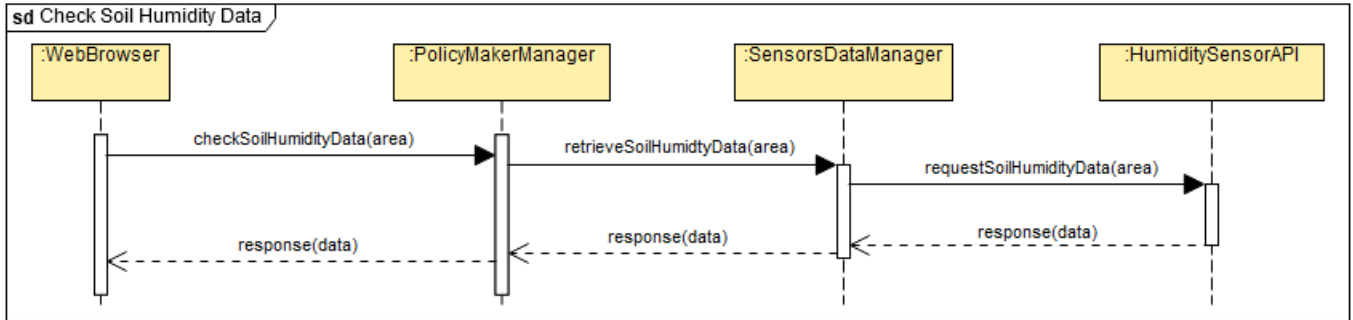 sd Check Soil Humidity Data
:WebBrowser
:PolicyMakerManager
:SensorsDataManager
:HumiditySensorAPI
checkSoilHumidityData(area)
retrieveSoilHumidtyData(area)
requestSoilHumidityData(area)
response(data)
response(data)
response(data)